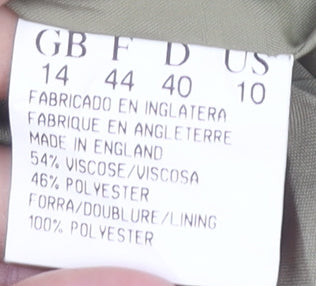 GB F D US
14 44 40 10
FABRICADO EN INGLATERA
FABRIQUE EN ANGLETERRE
MADE IN ENGLAND
54% VISCOSE/VISCOSA
46% POLYESTER
FORRA/DOUBLURE/LINING
100% POLYESTER